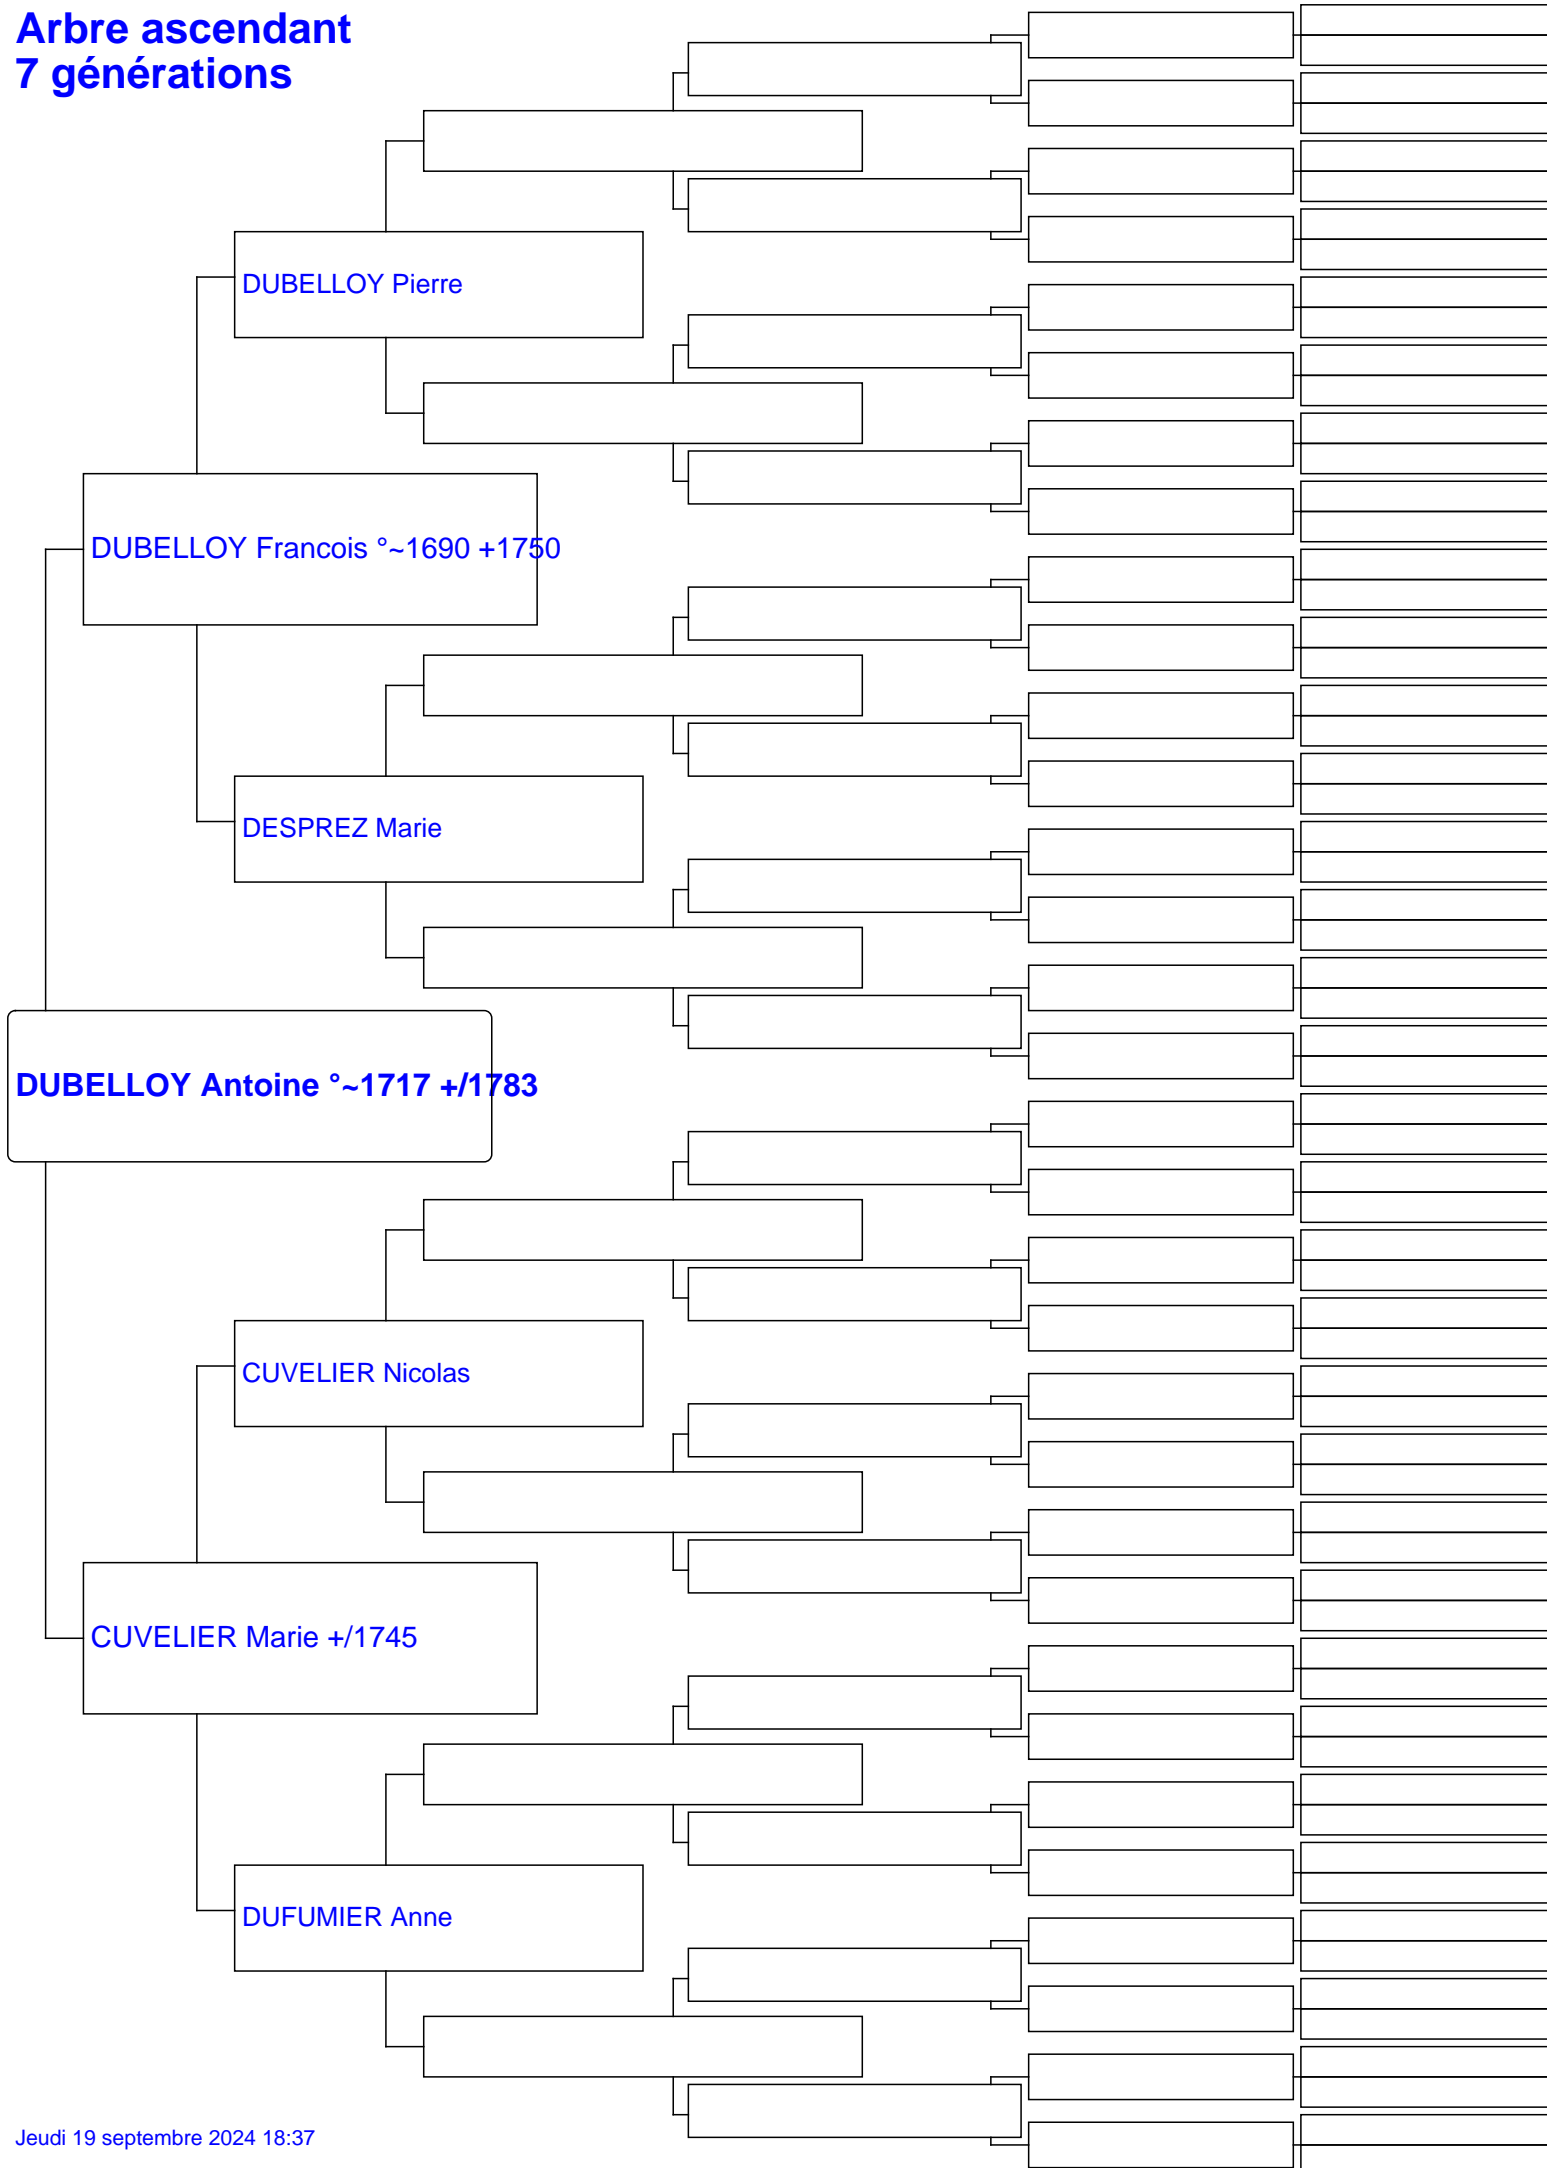 Arbre ascendant
7 générations
DUBELLOY Pierre
DUBELLOY Francois °~1690 +1750
DESPREZ Marie
DUBELLOY Antoine °~1717 +/1783
CUVELIER Nicolas
CUVELIER Marie +/1745
DUFUMIER Anne
Jeudi 19 septembre 2024 18:37